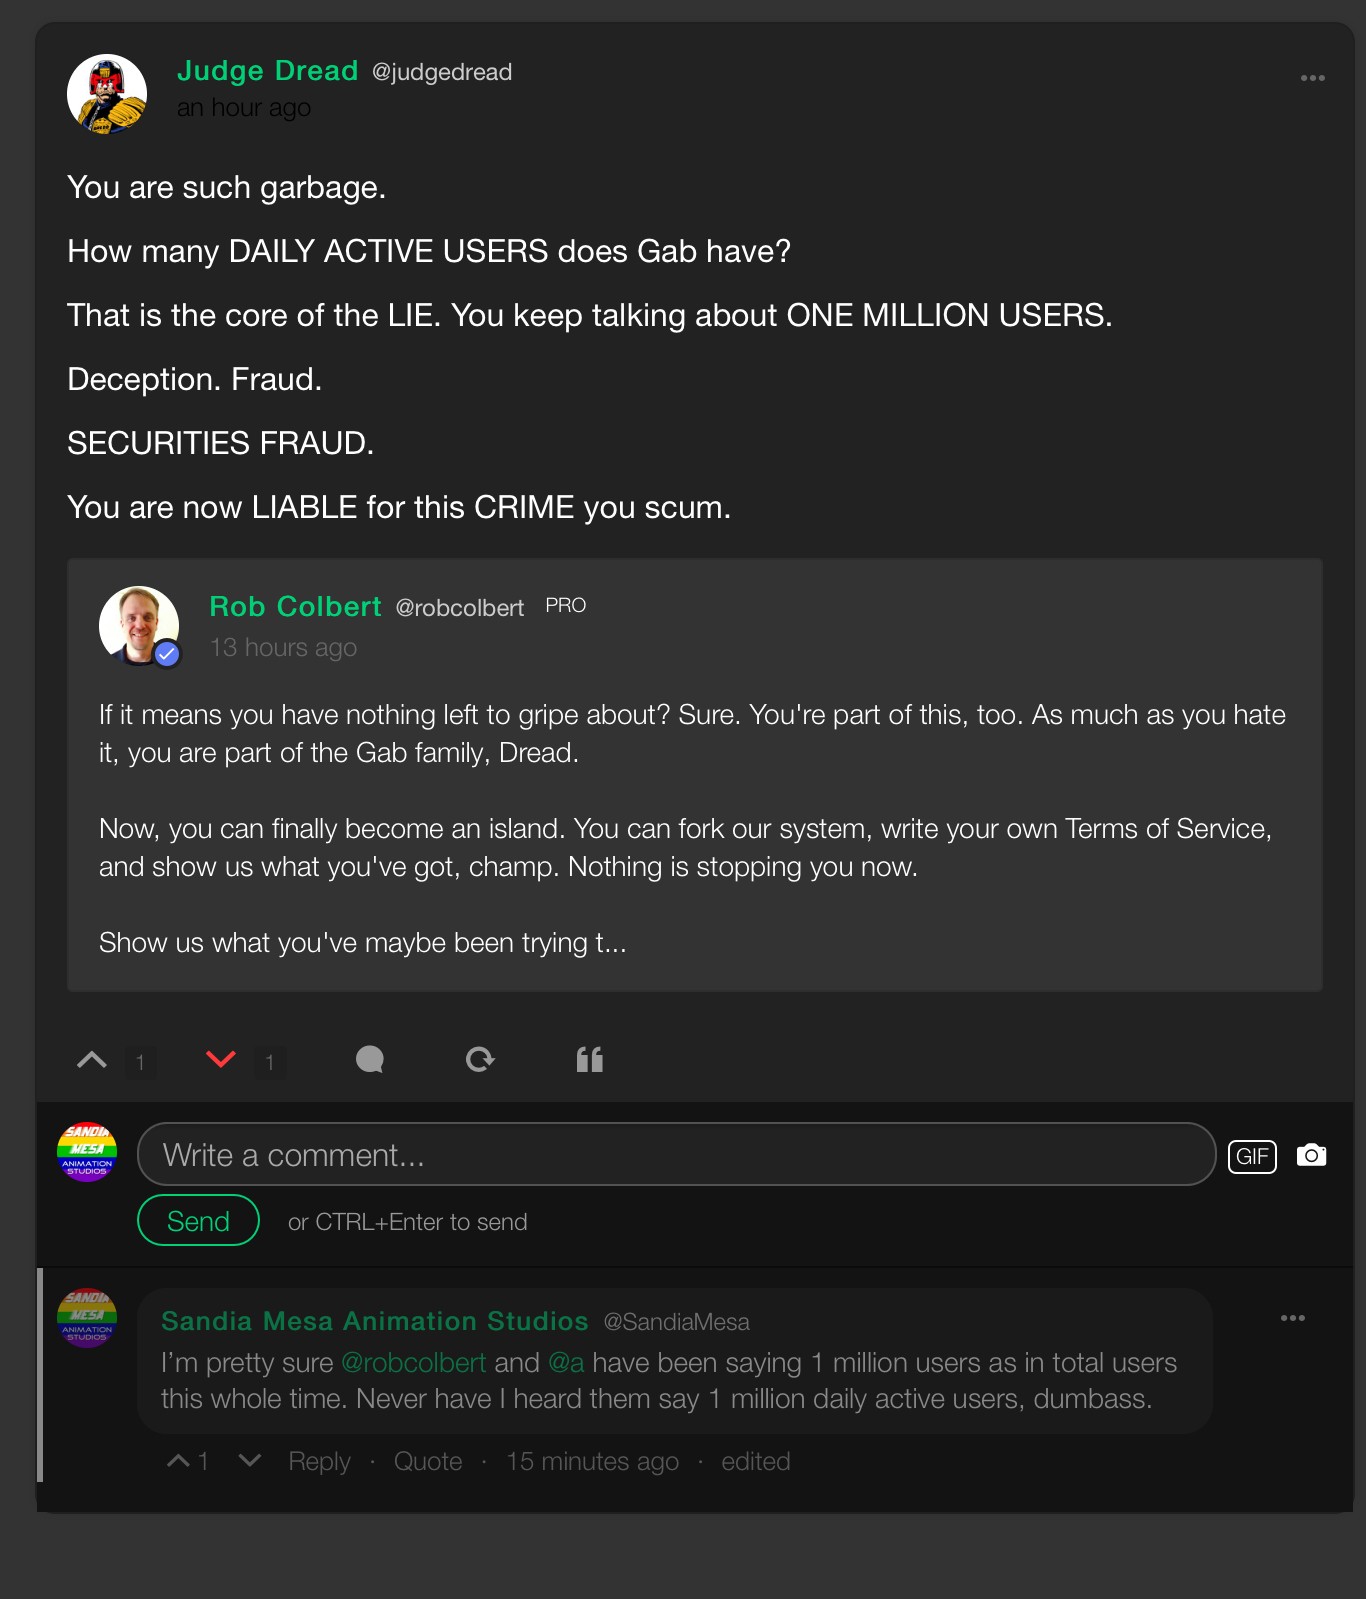 Judge Dread @judgedread
an hour ago
You are such garbage.
How many DAILY ACTIVE USERS does Gab have?
That is the core of the LIE. You keep talking about ONE MILLION USERS.
Deception. Fraud.
SECURITIES FRAUD.
You are now LIABLE for this CRIME you scum.
Rob Colbert @robcolbert PRO
13 hours ago
If it means you have nothing left to gripe about? Sure. You're part of this, too. As much as you hate
it, you are part of the Gab family, Dread.
Now, you can finally become an island. You can fork our system, write your own Terms of Service,
and show us what you've got, champ. Nothing is stopping you now.
Show us what you've maybe been trying t...
1 1
SANDIA
MESA
ANIMATION
STUDIOS
Write a comment...
GIF
Send or CTRL+Enter to send
SANDIA
MESA
ANIMATION
STUDIOS
Sandia Mesa Animation Studios @SandiaMesa
I’m pretty sure @robcolbert and @a have been saying 1 million users as in total users
this whole time. Never have I heard them say 1 million daily active users, dumbass.
1 Reply · Quote · 15 minutes ago · edited